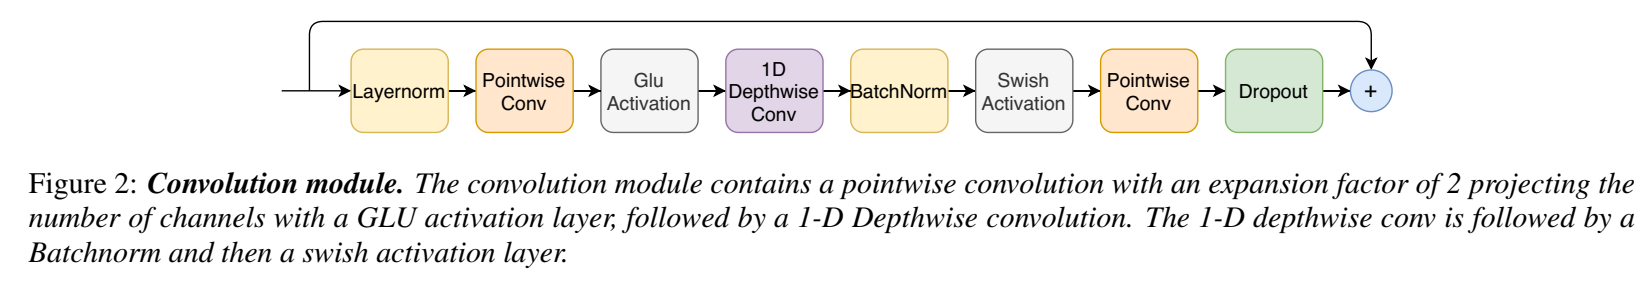 Layernorm
Pointwise
Conv
Glu
Activation
1D
Depthwise
Conv
BatchNorm
Swish
Activation
Pointwise
Conv
Dropout
+
Figure 2: Convolution module. The convolution module contains a pointwise convolution with an expansion factor of 2 projecting the
number of channels with a GLU activation layer, followed by a 1-D Depthwise convolution. The 1-D depthwise conv is followed by a
Batchnorm and then a swish activation layer.